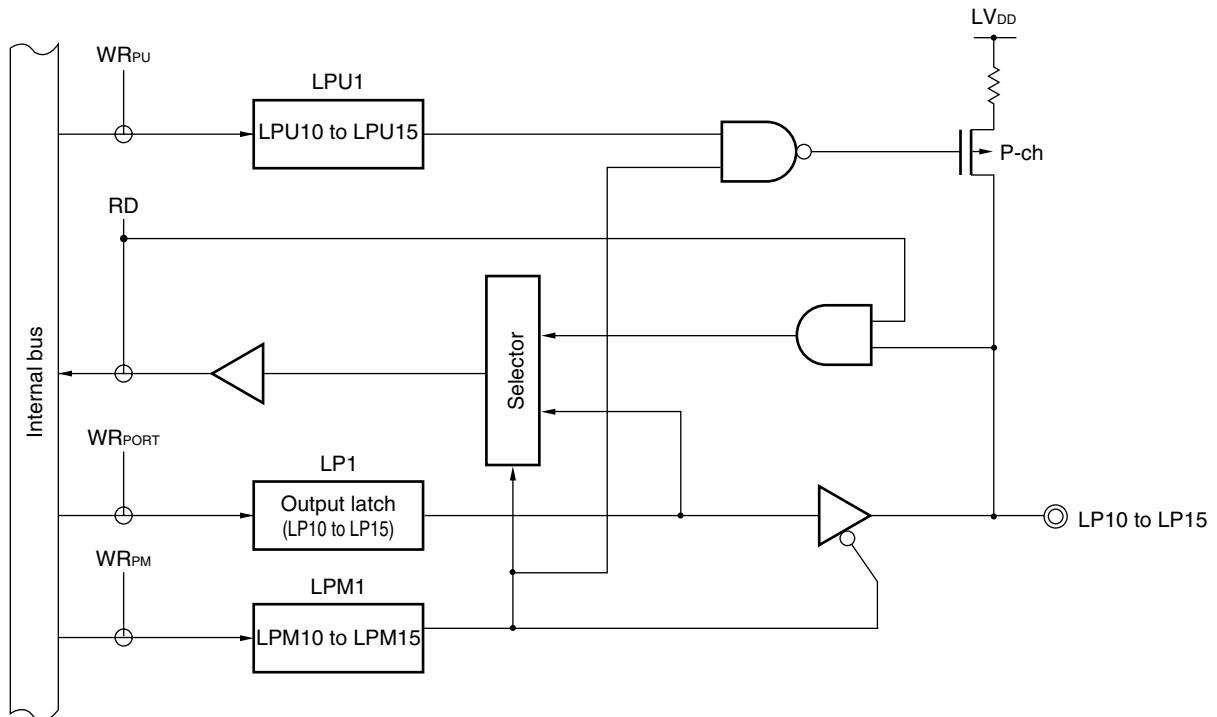 LVDD
WRPU
LPU1
LPU10 to LPU15
P-ch
RD
Internal bus
Selector
WRPORT
LP1
Output latch
(LP10 to LP15)
LP10 to LP15
WRPM
LPM1
LPM10 to LPM15